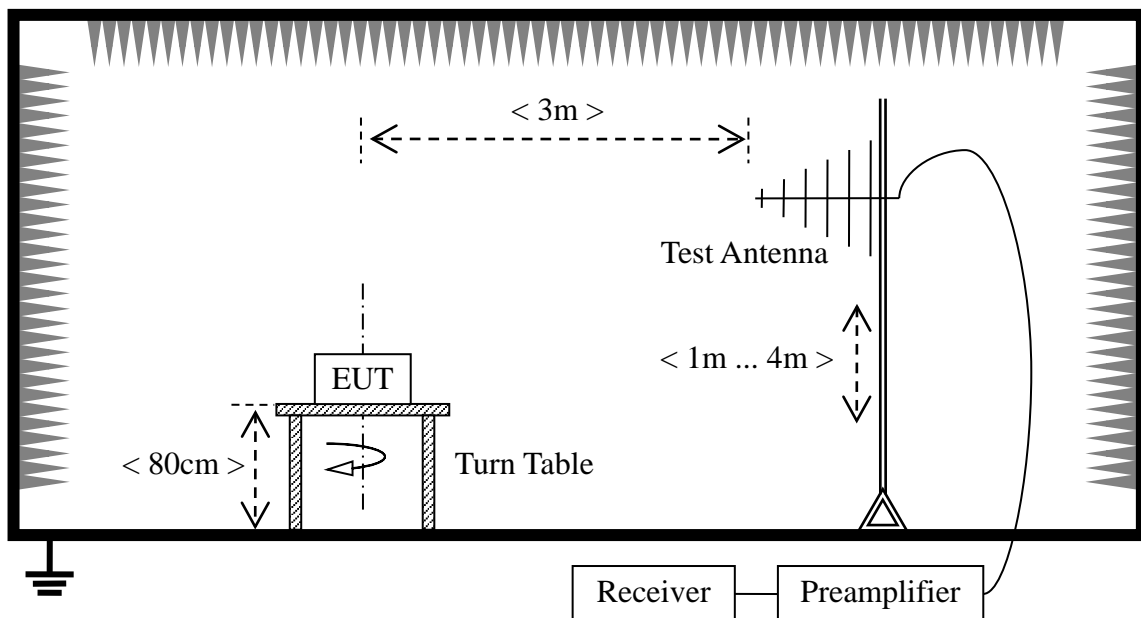 < 3m >
Test Antenna
< 1m ... 4m >
EUT
< 80cm >
Turn Table
Receiver
Preamplifier